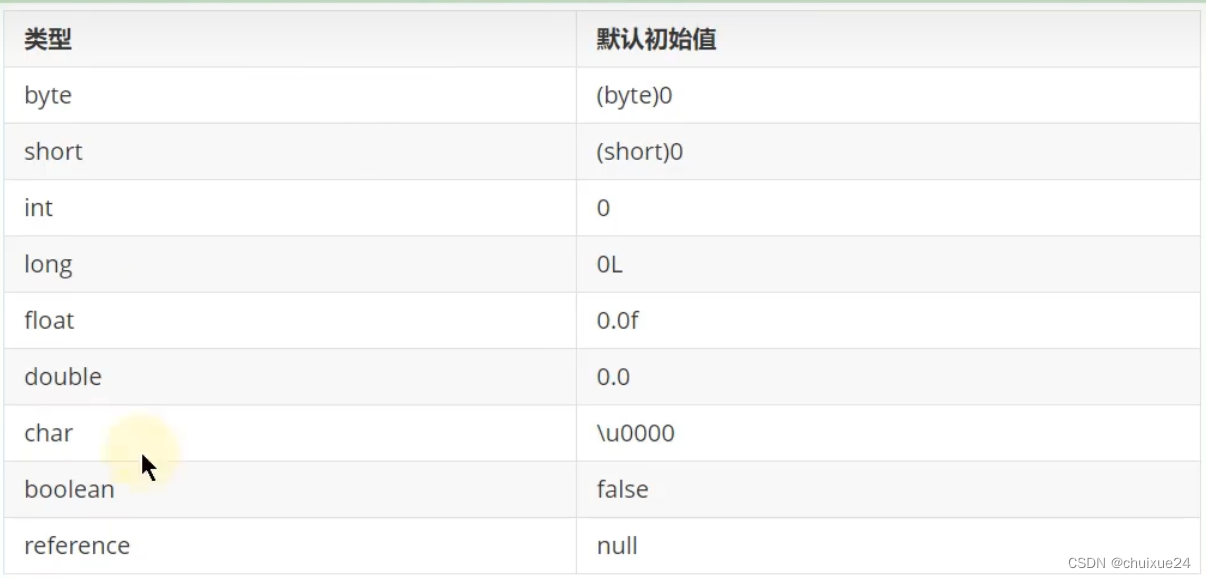 类型 默认初始值
byte (byte)0
short (short)0
int 0
long 0L
float 0.0f
double 0.0
char \u0000
boolean false
reference null
CSDN @chuixue24